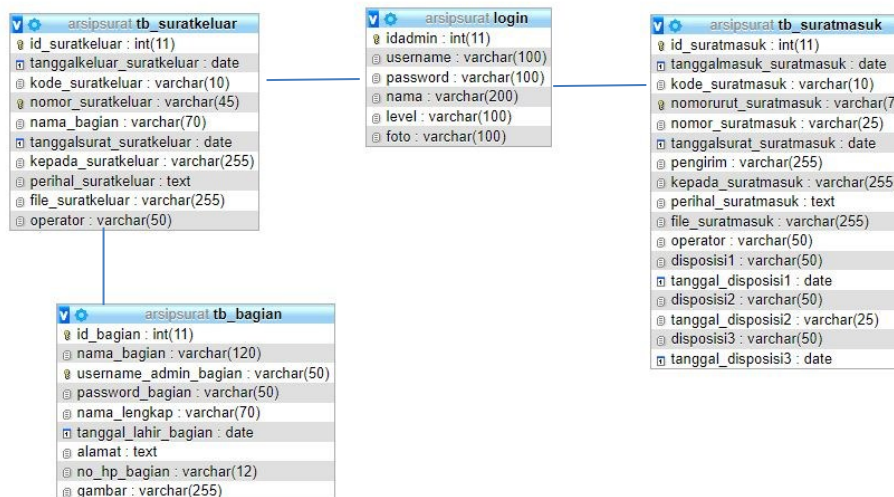 arsipsurat tb_suratkeluar
id_suratkeluar : int(11)
tanggalkeluar_suratkeluar : date
kode_suratkeluar : varchar(10)
nomor_suratkeluar : varchar(45)
nama_bagian : varchar(70)
tanggalsurat_suratkeluar : date
kepada_suratkeluar : varchar(255)
perihal_suratkeluar : text
file_suratkeluar : varchar(255)
operator : varchar(50)
arsipsurat login
idadmin : int(11)
username : varchar(100)
password : varchar(100)
nama : varchar(200)
level : varchar(100)
foto : varchar(100)
arsipsurat tb_suratmasuk
id_suratmasuk : int(11)
tanggalmasuk_suratmasuk : date
kode_suratmasuk : varchar(10)
nomorurut_suratmasuk : varchar(7
nomor_suratmasuk : varchar(25)
tanggalsurat_suratmasuk : date
pengirim : varchar(255)
kepada_suratmasuk : varchar(255
perihal_suratmasuk : text
file_suratmasuk : varchar(255)
operator : varchar(50)
disposisi1 : varchar(50)
tanggal_disposisi1 : date
disposisi2 : varchar(50)
tanggal_disposisi2 : varchar(25)
disposisi3 : varchar(50)
tanggal_disposisi3 : date
arsipsurat tb_bagian
id_bagian : int(11)
nama_bagian : varchar(120)
username_admin_bagian : varchar(50)
password_bagian : varchar(50)
nama_lengkap : varchar(70)
tanggal_lahir_bagian : date
alamat : text
no_hp_bagian : varchar(12)
gambar : varchar(255)